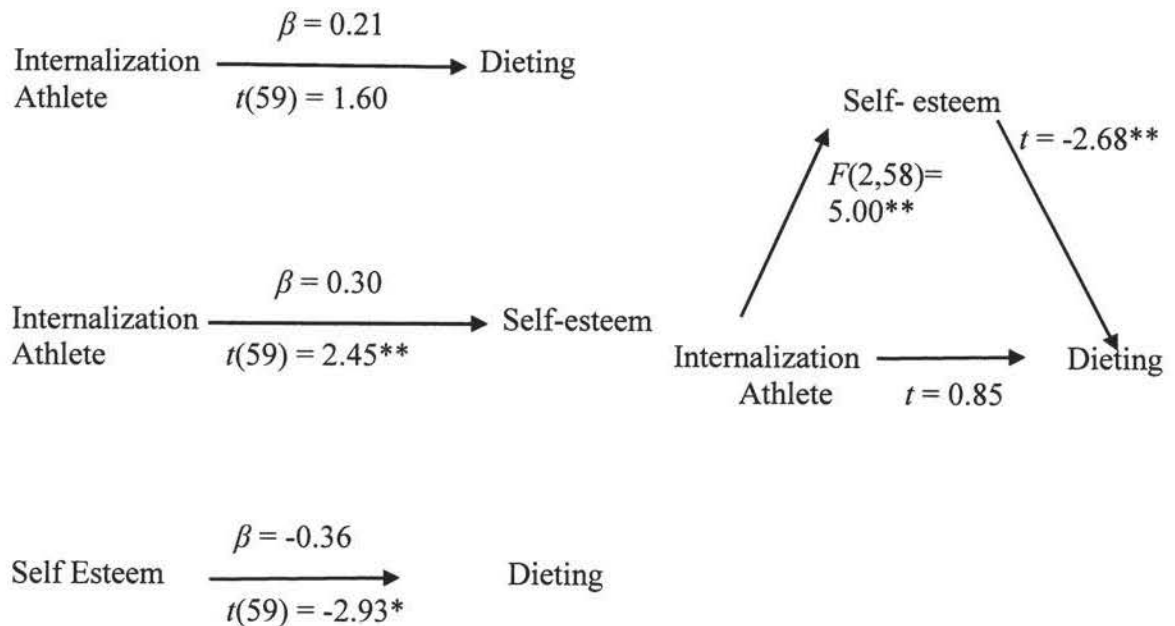 β = 0.21
Internalization Dieting
Athlete t(59) = 1.60
β = 0.30
Internalization Self-esteem
Athlete t(59) = 2.45**
β = -0.36
Self Esteem Dieting
t(59) = -2.93*
Self- esteem
t = -2.68**
F(2,58)=
5.00**
Internalization Dieting
Athlete t = 0.85